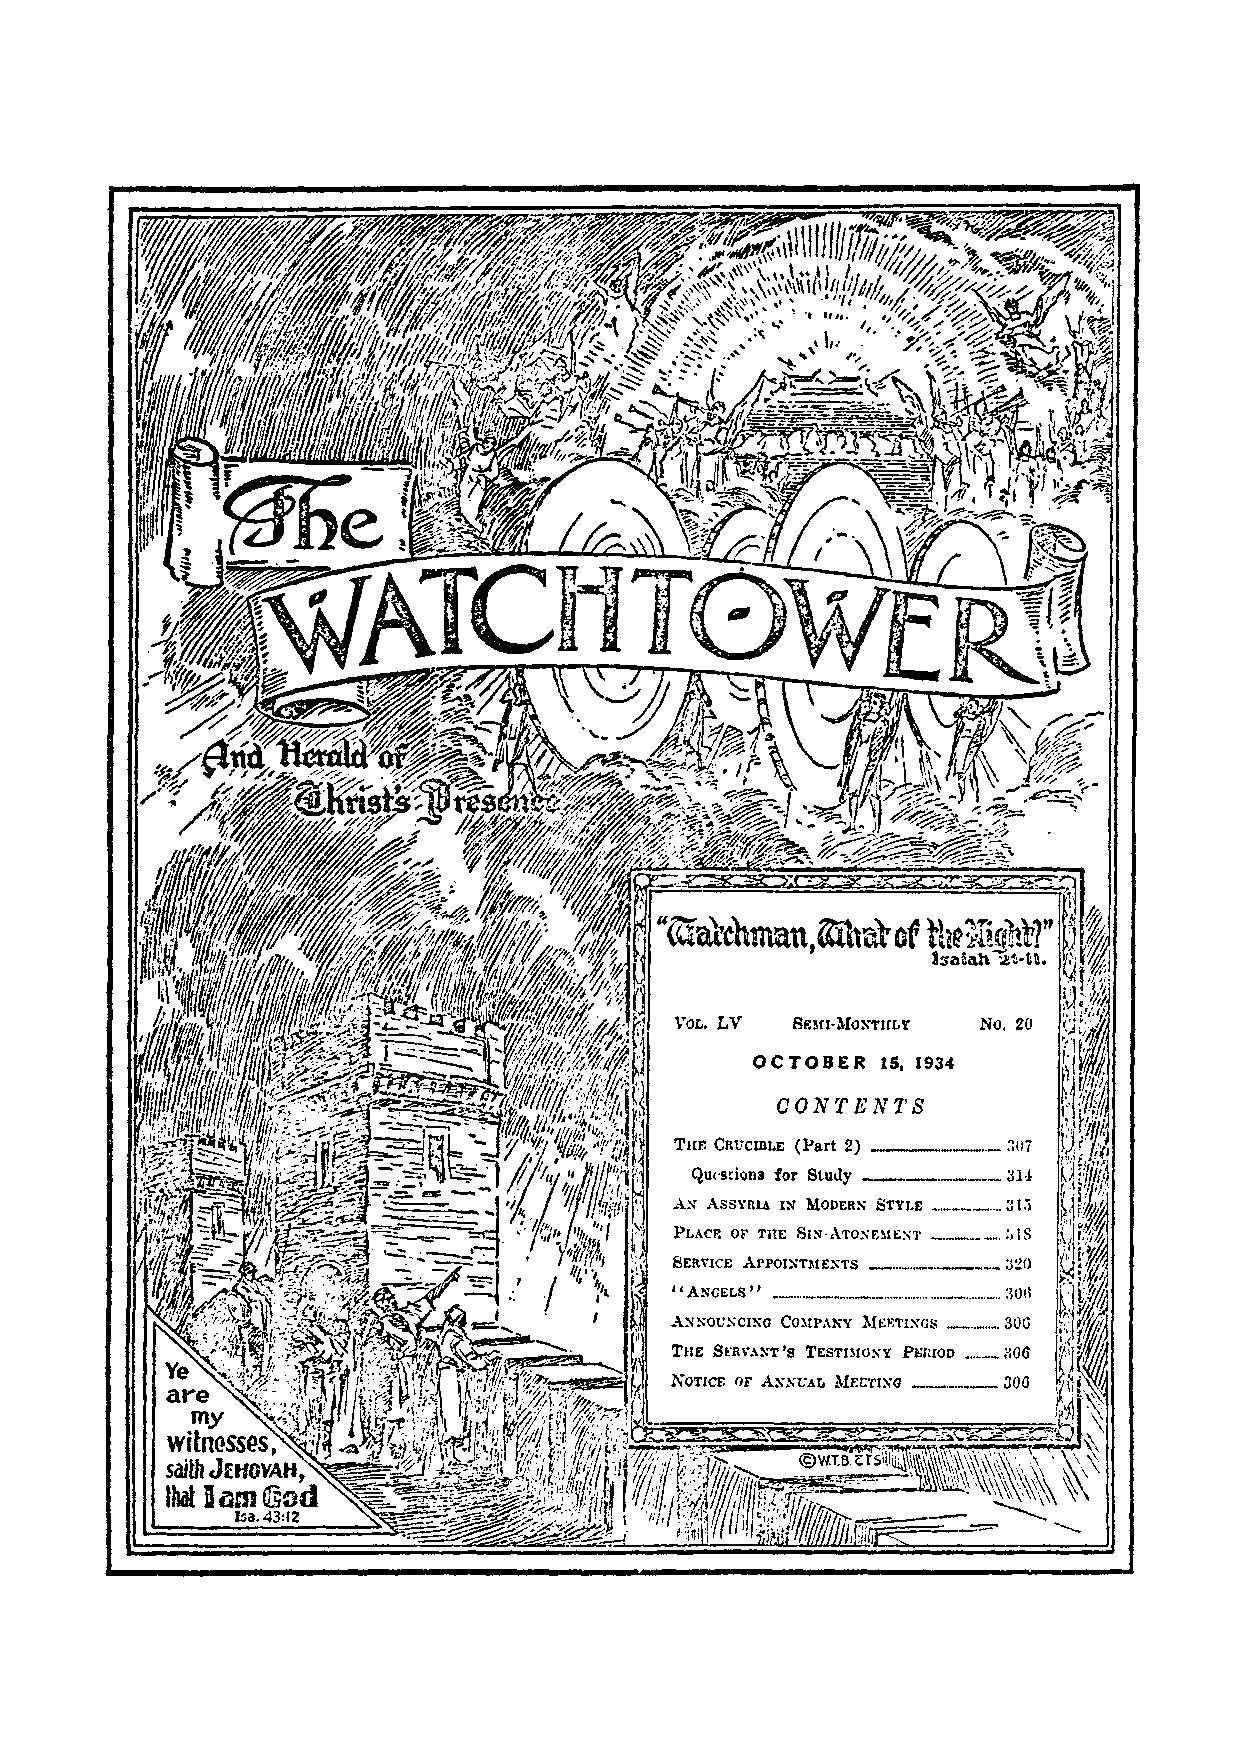 The
WATCHTOWER
And Herald of
Christ's Presence
"Watchman, What of the Night?"
Isaiah 21-11.
VOL. LV SEMI-MONTHLY No. 20
OCTOBER 15, 1934
CONTENTS
THE CRUCIBLE (Part 2) 307
Questions for Study 314
AN ASSYRIA IN MODERN STYLE 315
PLACE OF THE SIN-ATONEMENT 318
SERVICE APPOINTMENTS 320
"ANGELS" 306
ANNOUNCING COMPANY MEETINGS 306
THE SERVANT'S TESTIMONY PERIOD 306
NOTICE OF ANNUAL MEETING 306
©W.T.B. & T.S.
Ye
are
my
witnesses,
saith JEHOVAH,
that I am God
Isa. 43:12